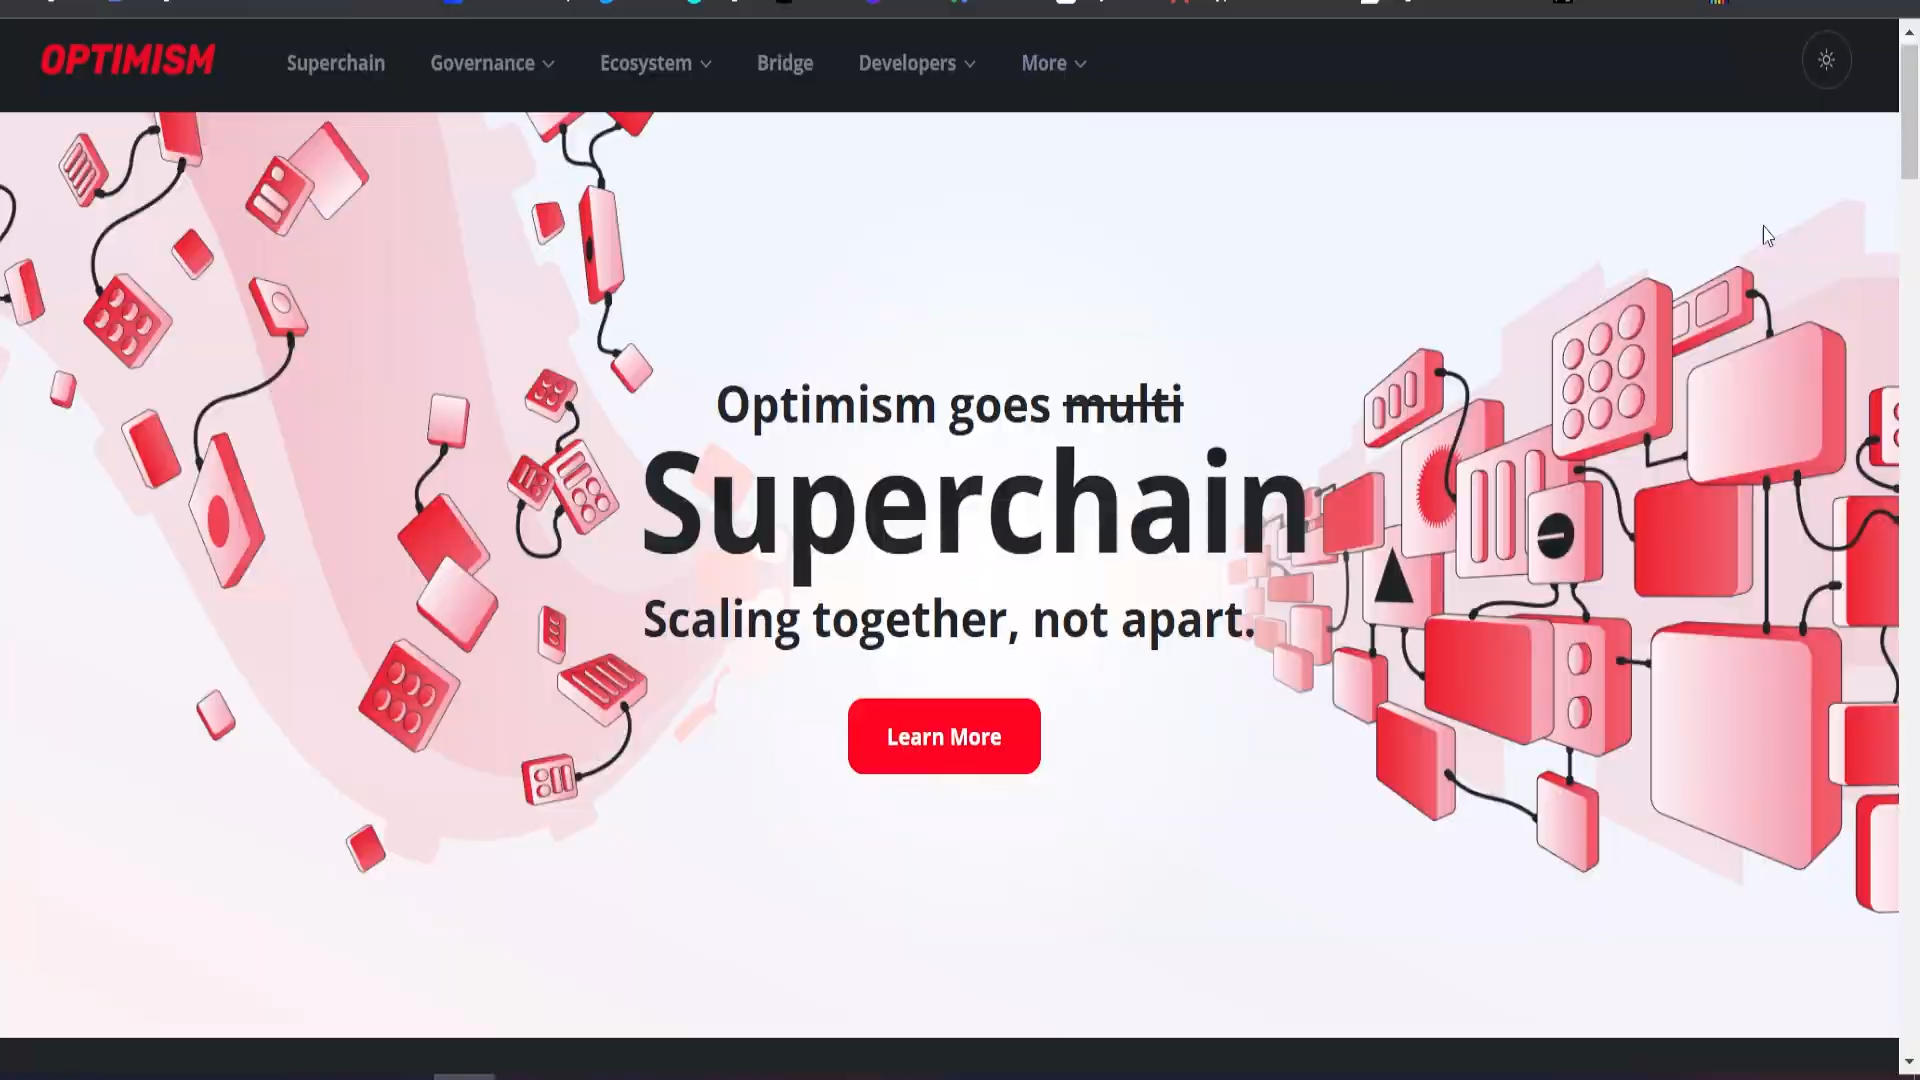 OPTIMISM
Superchain
Governance
Ecosystem
Bridge
Developers
More
Optimism goes multi
Superchain
Scaling together, not apart.
Learn More